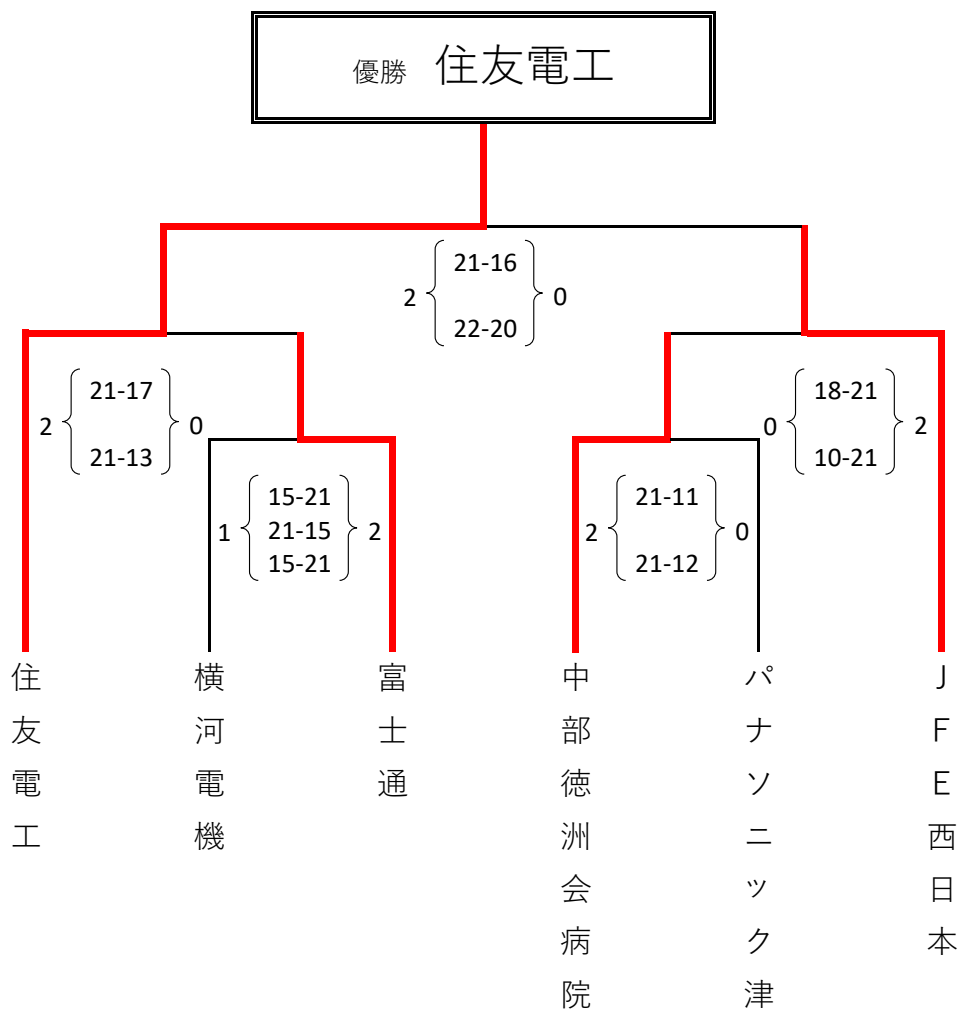 優勝 住友電工
21-16
2 0
22-20
21-17
2 0
21-13
18-21
0 2
10-21
15-21
1 21-15 2
15-21
21-11
2 0
21-12
住友電工
横河電機
富士通
中部徳洲会病院
パナソニック津
JFE西日本